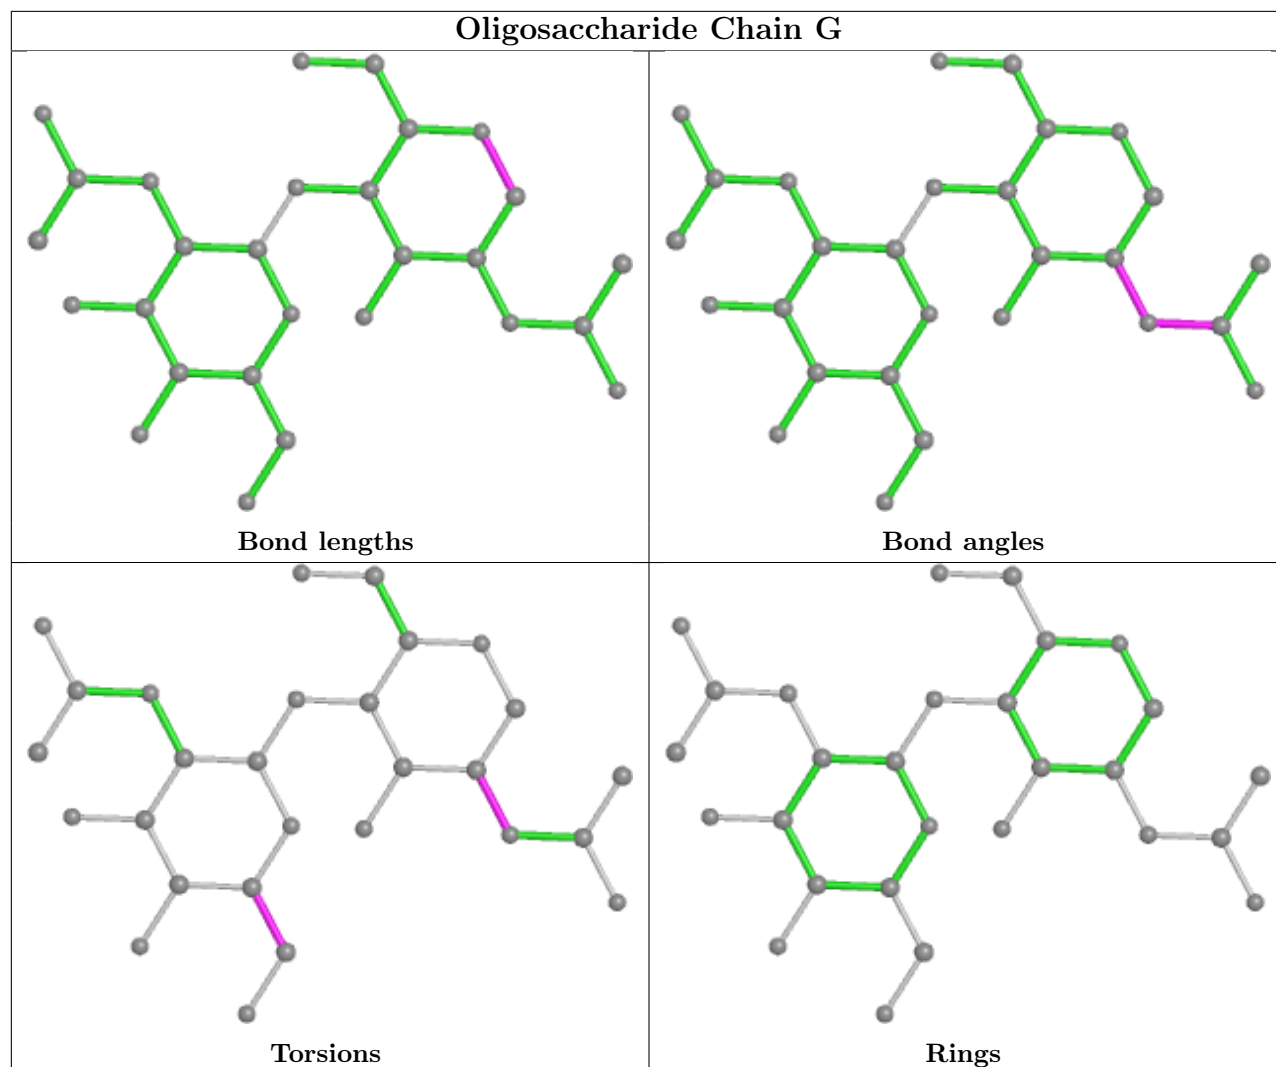 Oligosaccharide Chain G
Bond lengths
Bond angles
Torsions
Rings